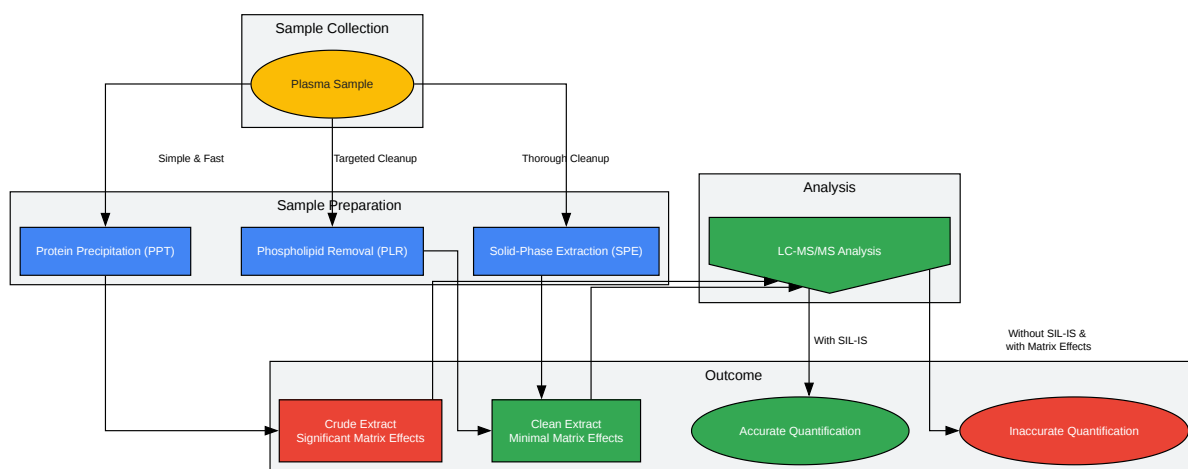 Sample Collection
Plasma Sample
Simple & Fast
Targeted Cleanup
Thorough Cleanup
Sample Preparation
Protein Precipitation (PPT)
Phospholipid Removal (PLR)
Solid-Phase Extraction (SPE)
Analysis
LC-MS/MS Analysis
With SIL-IS
Without SIL-IS &
with Matrix Effects
Outcome
Crude Extract
Significant Matrix Effects
Clean Extract
Minimal Matrix Effects
Accurate Quantification
Inaccurate Quantification